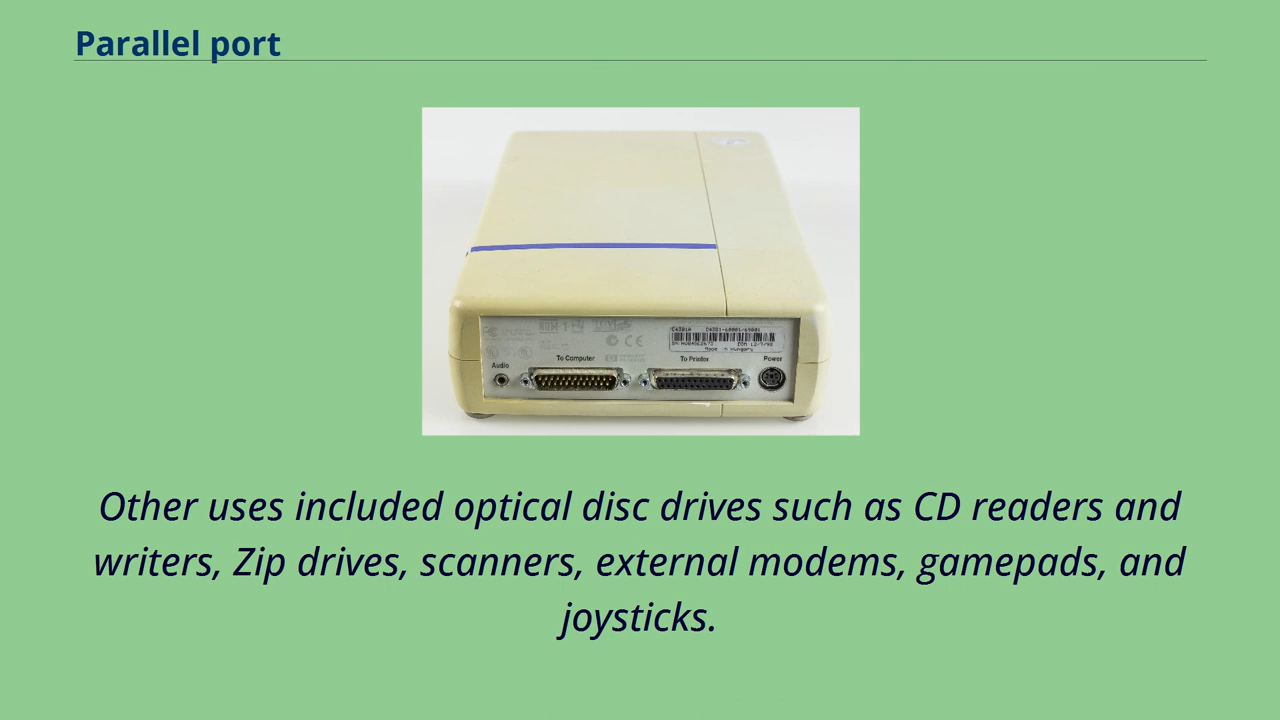 Parallel port
Audio
To Computer
To Printer
Power
Other uses included optical disc drives such as CD readers and
writers, Zip drives, scanners, external modems, gamepads, and
joysticks.